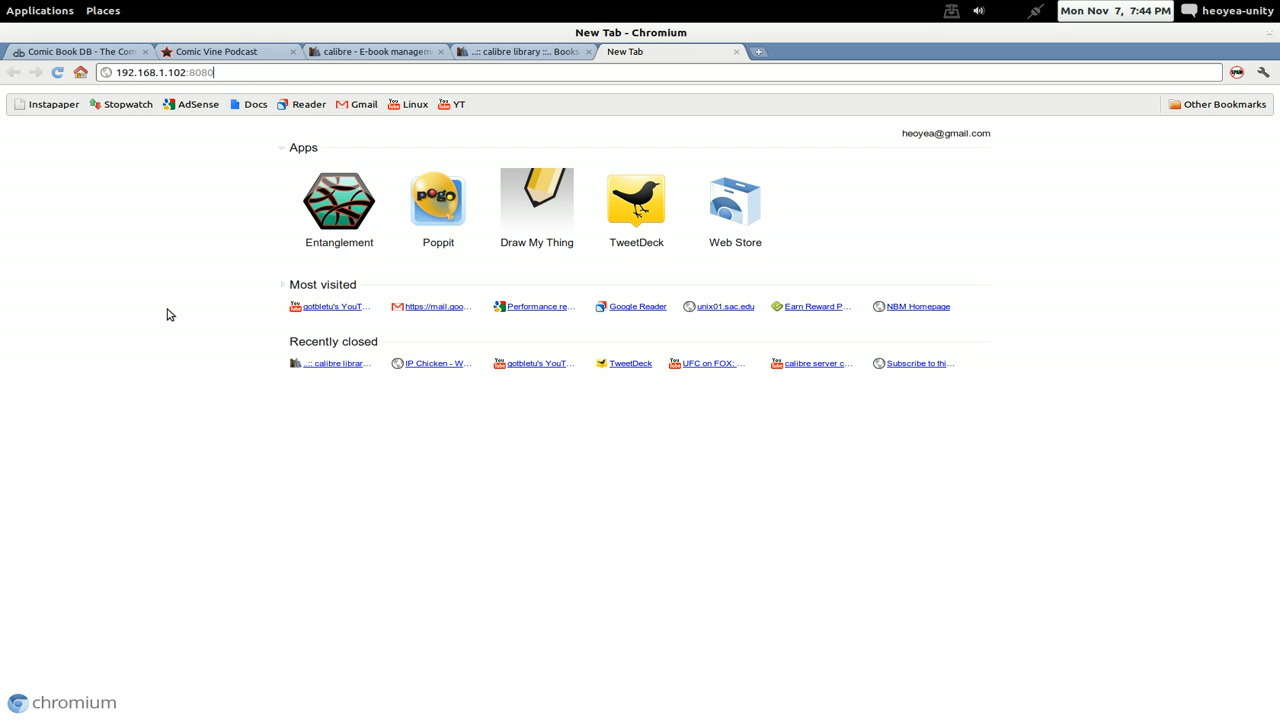 Applications Places Mon Nov 7, 7:44 PM heoyea-unity
New Tab - Chromium
Comic Book DB - The Com Comic Vine Podcast calibre - E-book managem ..:: calibre library ::.. Books New Tab
192.168.1.102:8080
Instapaper Stopwatch AdSense Docs Reader Gmail Linux YT Other Bookmarks
heoyea@gmail.com
Apps
Entanglement Poppit Draw My Thing TweetDeck Web Store
Most visited
gotbletu's YouT... https://mail.goo... Performance re... Google Reader unix01.sac.edu Earn Reward P... NBM Homepage
Recently closed
..:: calibre librar... IP Chicken - W... gotbletu's YouT... TweetDeck UFC on FOX: ... calibre server c... Subscribe to thi...
chromium